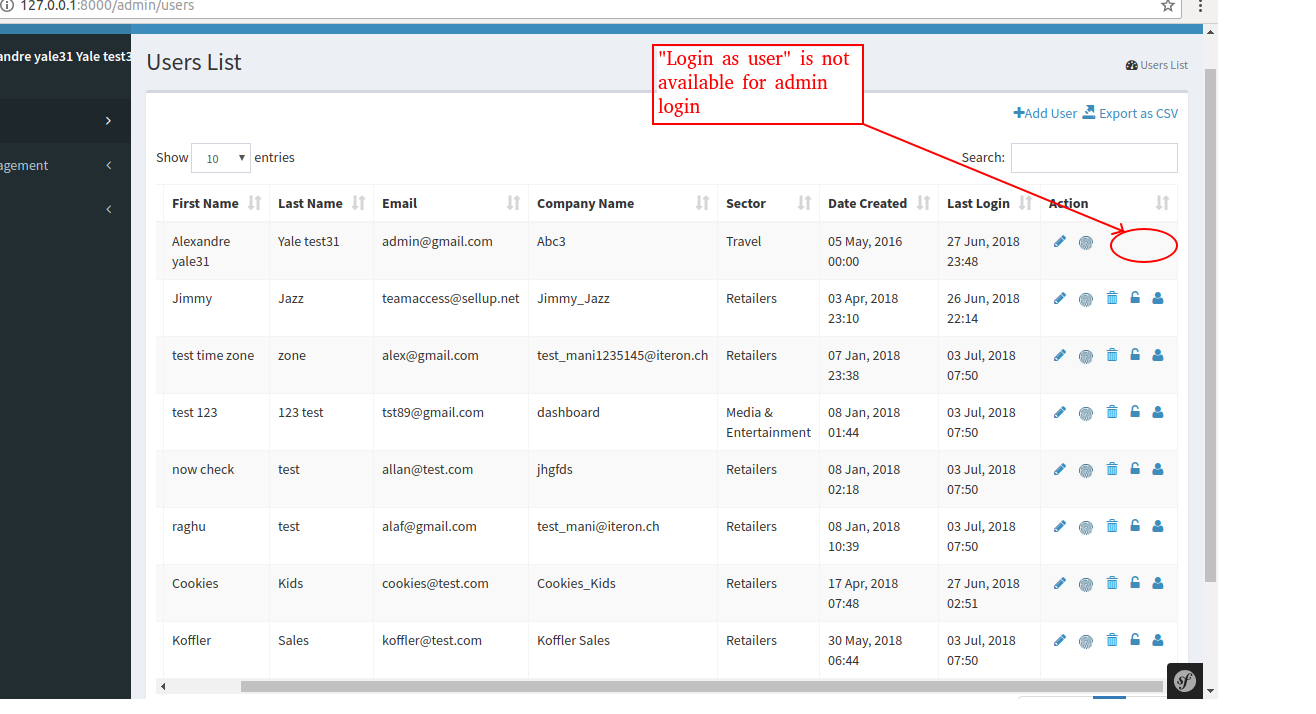 127.0.0.1:8000/admin/users
andre yale31 Yale test3
Users List
"Login as user" is not
available for admin
login
Users List
Add User Export as CSV
agement
Show 10 entries
Search:
First Name Last Name Email Company Name Sector Date Created Last Login Action
Alexandre Yale test31 admin@gmail.com Abc3 Travel 05 May, 2016 27 Jun, 2018
yale31 00:00 23:48
Jimmy Jazz teamaccess@sellup.net Jimmy_Jazz Retailers 03 Apr, 2018 26 Jun, 2018
23:10 22:14
test time zone zone alex@gmail.com test_mani1235145@iteron.ch Retailers 07 Jan, 2018 03 Jul, 2018
23:38 07:50
test 123 123 test tst89@gmail.com dashboard Media & 08 Jan, 2018 03 Jul, 2018
Entertainment 01:44 07:50
now check test allan@test.com jhgfds Retailers 08 Jan, 2018 03 Jul, 2018
02:18 07:50
raghu test alaf@gmail.com test_mani@iteron.ch Retailers 08 Jan, 2018 03 Jul, 2018
10:39 07:50
Cookies Kids cookies@test.com Cookies_Kids Retailers 17 Apr, 2018 27 Jun, 2018
07:48 02:51
Koffler Sales koffler@test.com Koffler Sales Retailers 30 May, 2018 03 Jul, 2018
06:44 07:50
sf